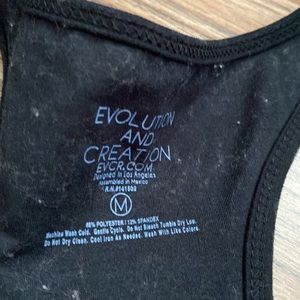 EVOLUTION
AND
CREATION
EVCR.COM
Designed in Los Angeles
Assembled in Mexico
M
88% POLYESTER / 12% SPANDEX
Machine Wash Cold. Gentle Cycle. Do Not Bleach Tumble Dry Low.
Do Not Dry Clean. Cool Iron As Needed. Wash With Like Colors.